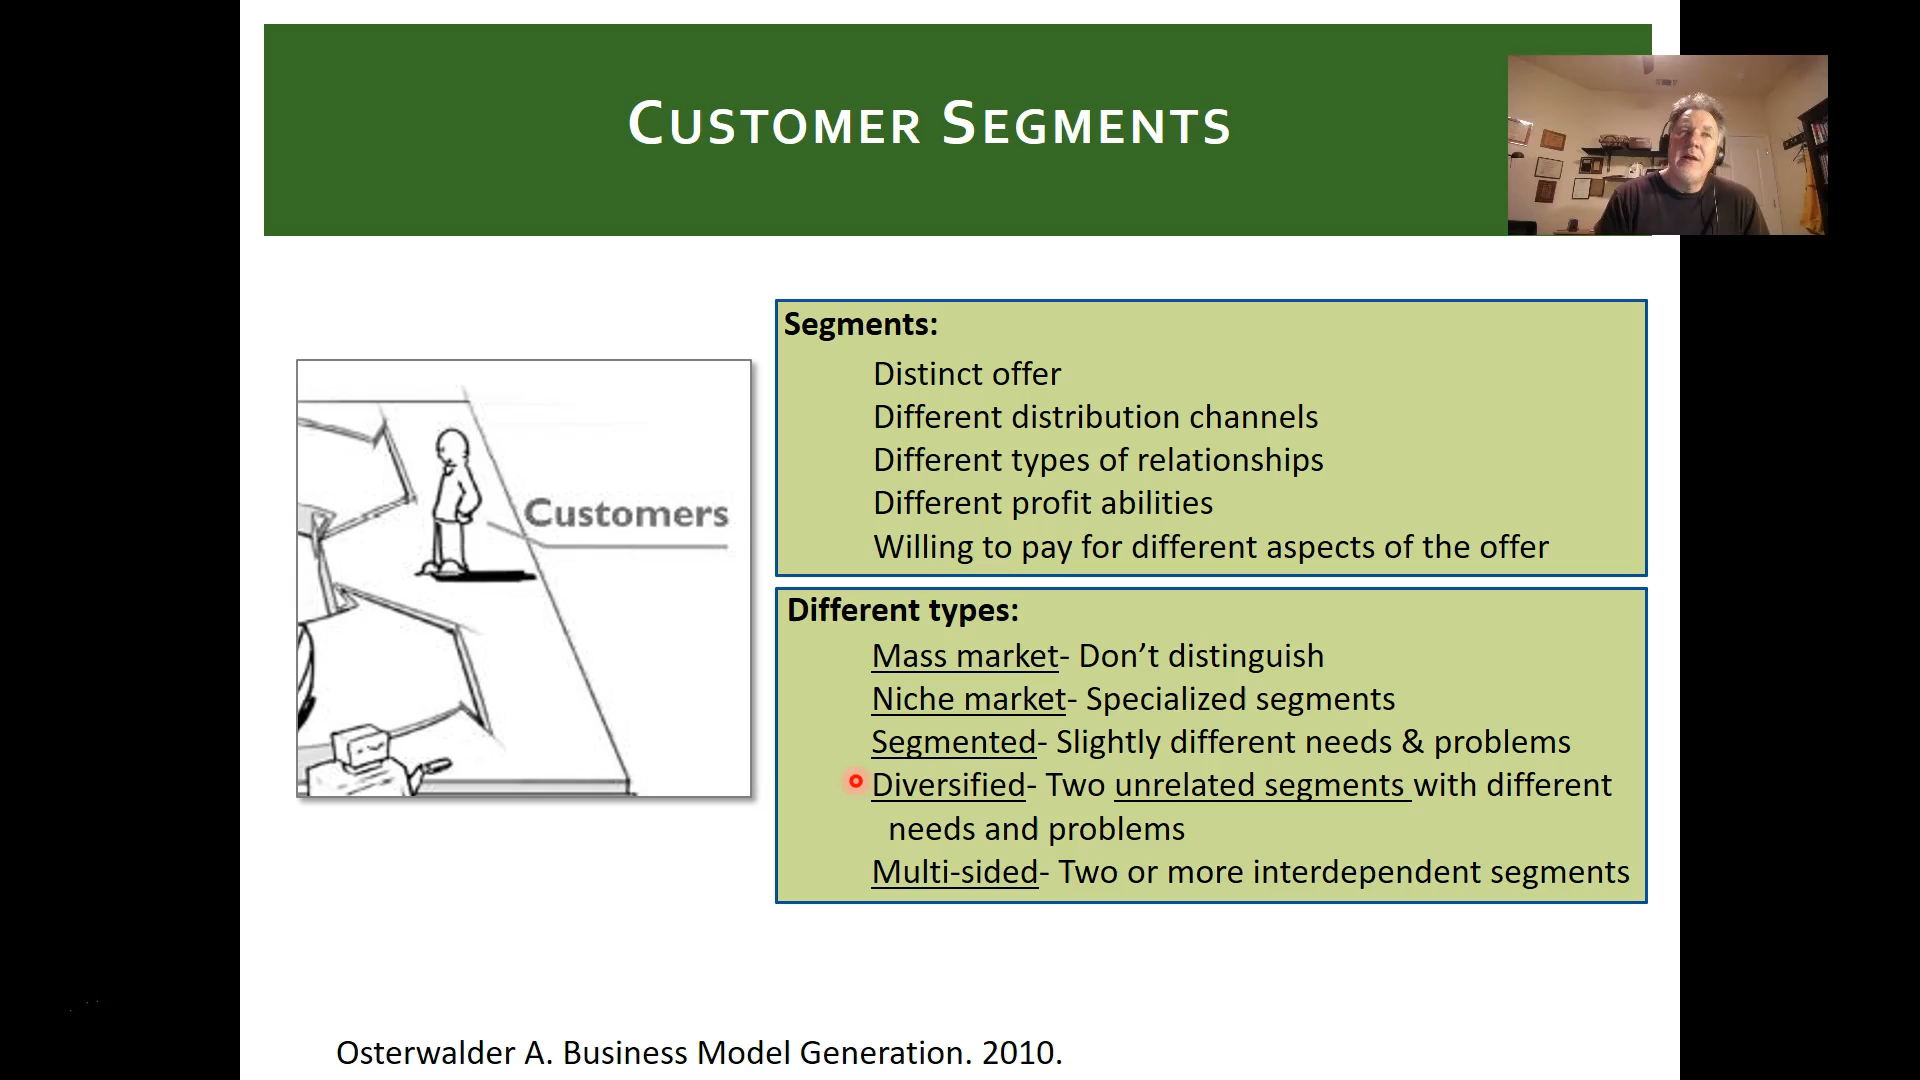 CUSTOMER SEGMENTS
Customers
Segments:
Distinct offer
Different distribution channels
Different types of relationships
Different profit abilities
Willing to pay for different aspects of the offer
Different types:
Mass market- Don’t distinguish
Niche market- Specialized segments
Segmented- Slightly different needs & problems
Diversified- Two unrelated segments with different
needs and problems
Multi-sided- Two or more interdependent segments
Osterwalder A. Business Model Generation. 2010.